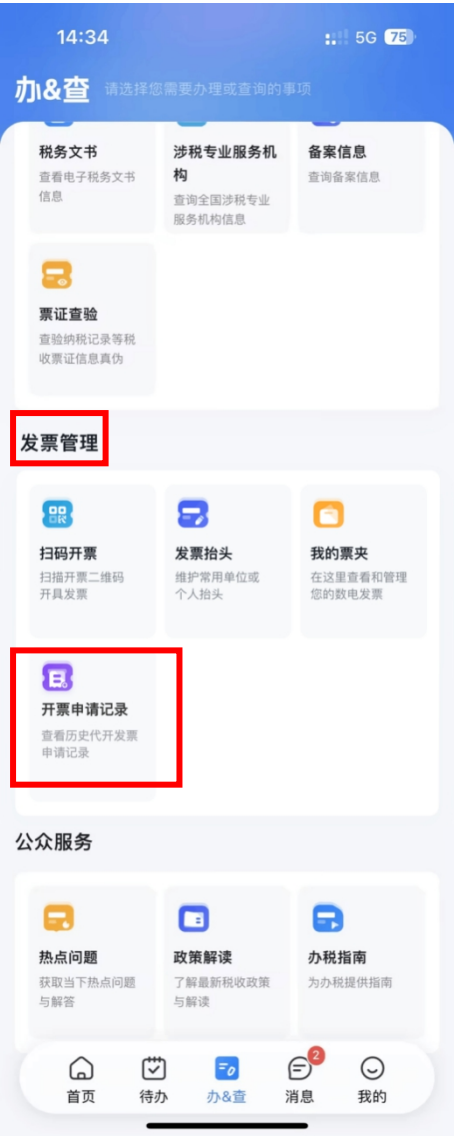 14:34
5G 75
办&查 请选择您需要办理或查询的事项
税务文书
查看电子税务文书
信息
涉税专业服务机
构
查询全国涉税专业
服务机构信息
备案信息
查询备案信息
票证查验
查验纳税记录等税
收票证信息真伪
发票管理
扫码开票
扫描开票二维码
开具发票
发票抬头
维护常用单位或
个人抬头
我的票夹
在这里查看和管理
您的数电发票
开票申请记录
查看历史代开发票
申请记录
公众服务
热点问题
获取当下热点问题
与解答
政策解读
了解最新税收政策
与解读
办税指南
为办税提供指南
2
首页 待办 办&查 消息 我的